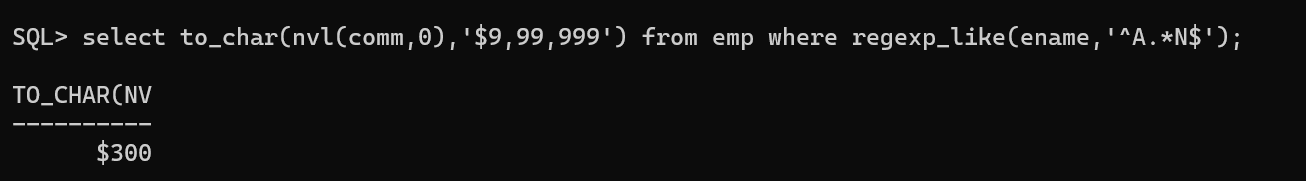 SQL> select to_char(nvl(comm,0),'$9,99,999') from emp where regexp_like(ename,'^A.*N$');
TO_CHAR(NV
----------
$300